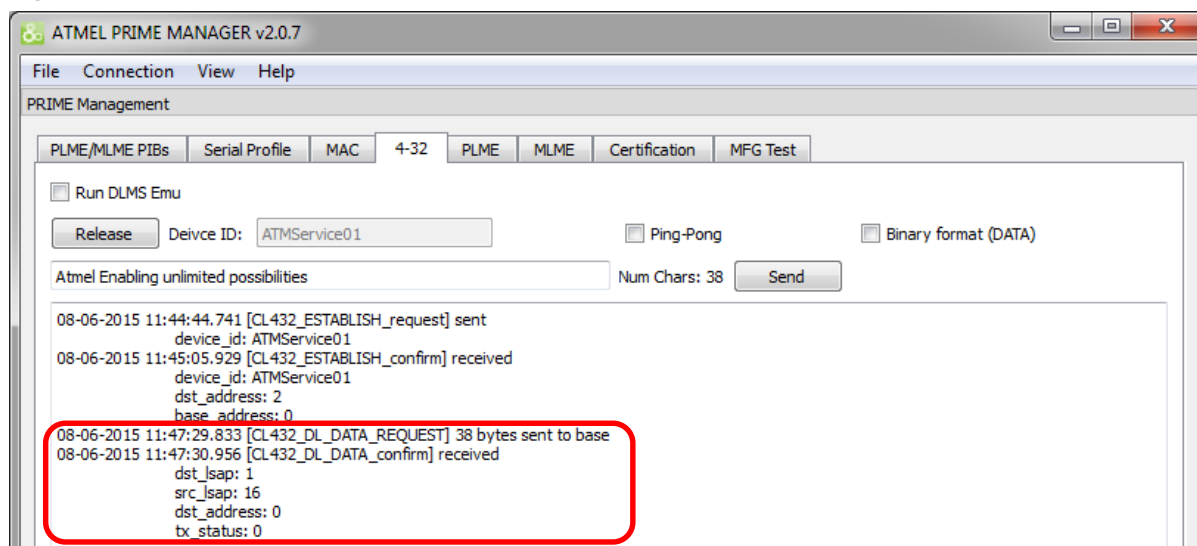 ATMEL PRIME MANAGER v2.0.7
File Connection View Help
PRIME Management
PLME/MLME PIBs Serial Profile MAC 4-32 PLME MLME Certification MFG Test
Run DLMS Emu
Release Deivce ID: ATMService01 Ping-Pong Binary format (DATA)
Atmel Enabling unlimited possibilities Num Chars: 38 Send
08-06-2015 11:44:44.741 [CL432_ESTABLISH_request] sent
device_id: ATMService01
08-06-2015 11:45:05.929 [CL432_ESTABLISH_confirm] received
device_id: ATMService01
dst_address: 2
base_address: 0
08-06-2015 11:47:29.833 [CL432_DL_DATA_REQUEST] 38 bytes sent to base
08-06-2015 11:47:30.956 [CL432_DL_DATA_confirm] received
dst_lsap: 1
src_lsap: 16
dst_address: 0
tx_status: 0